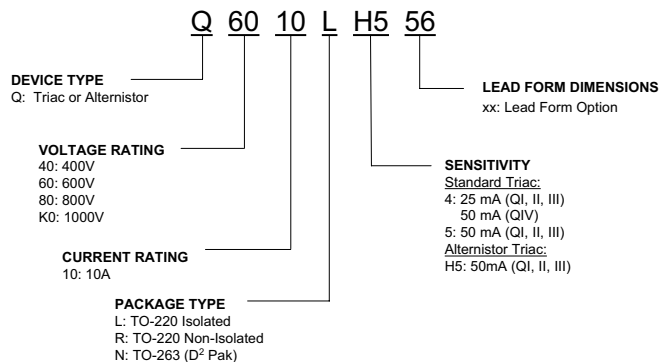 Q 60 10 L H5 56
DEVICE TYPE
Q: Triac or Alternistor
VOLTAGE RATING
40: 400V
60: 600V
80: 800V
K0: 1000V
CURRENT RATING
10: 10A
PACKAGE TYPE
L: TO-220 Isolated
R: TO-220 Non-Isolated
N: TO-263 (D² Pak)
LEAD FORM DIMENSIONS
xx: Lead Form Option
SENSITIVITY
Standard Triac:
4: 25 mA (QI, II, III)
50 mA (QIV)
5: 50 mA (QI, II, III)
Alternistor Triac:
H5: 50mA (QI, II, III)